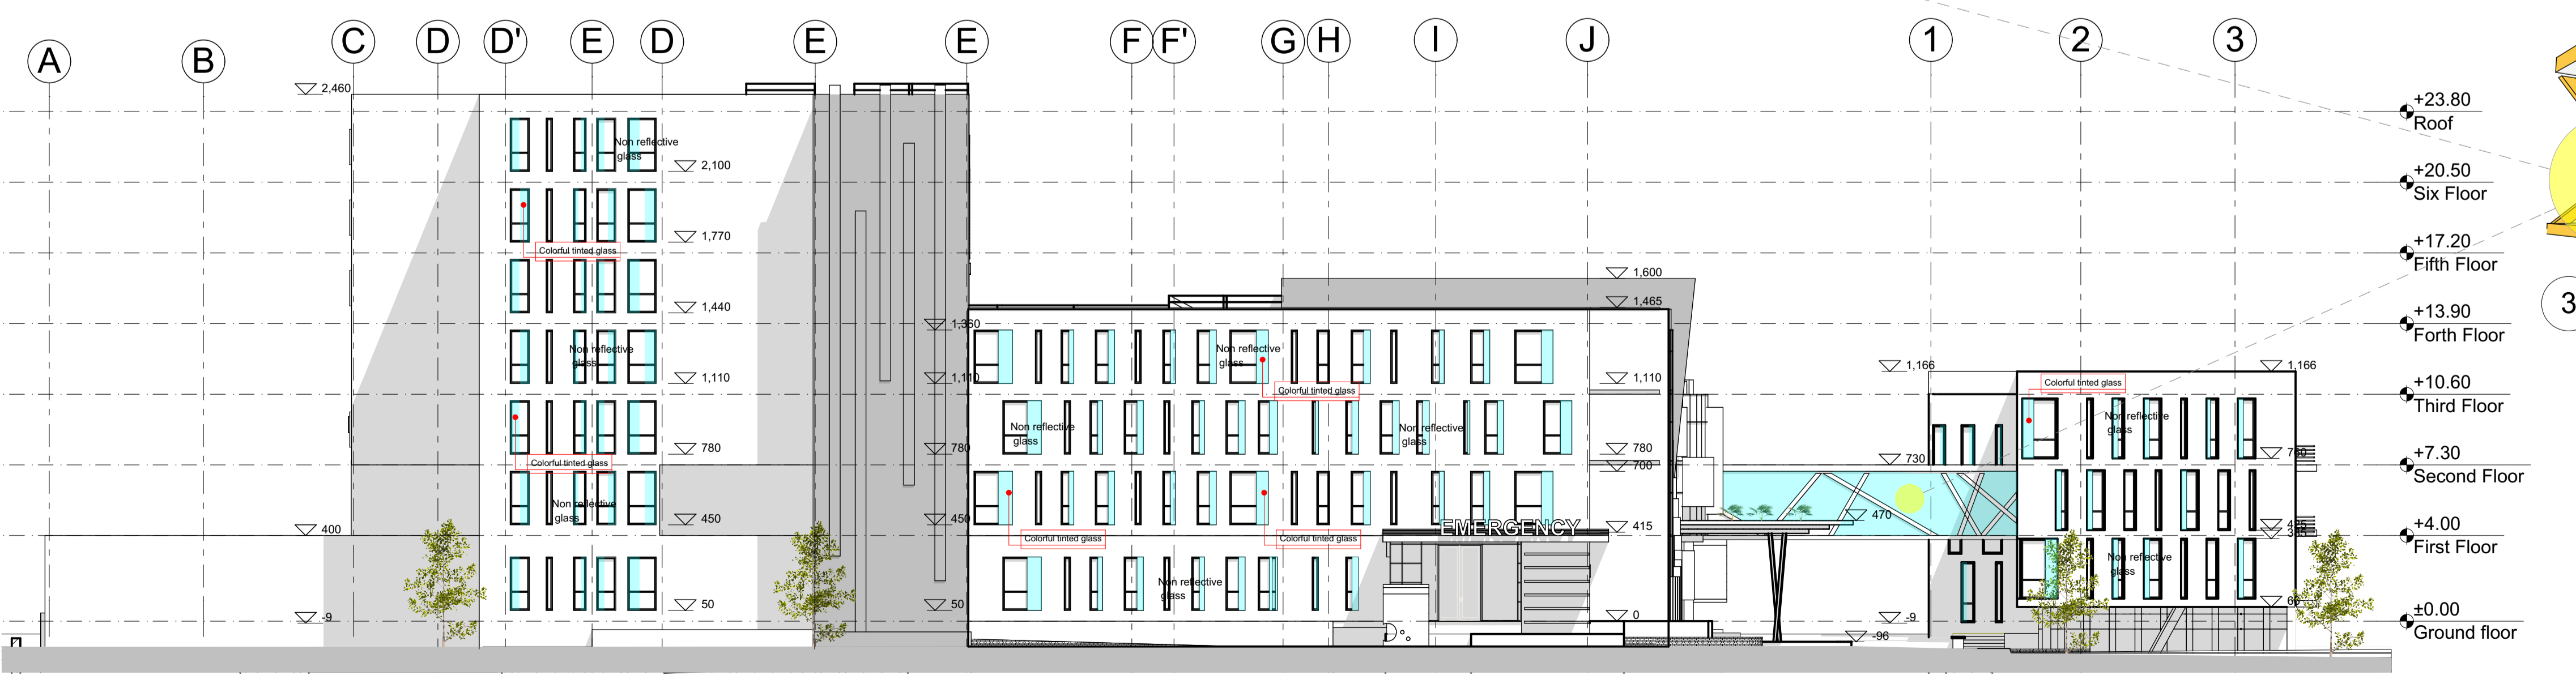 A
B
C
D
D'
E
D
E
E
F
F'
G
H
I
J
1
2
3
2,460
+23.80
Roof
Non reflective
glass
2,100
+20.50
Six Floor
1,770
Colorful tinted glass
+17.20
Fifth Floor
1,600
1,465
1,440
3
1,360
+13.90
Forth Floor
Non reflective
glass
Non reflective
glass
1,166
1,166
1,110
1,110
1,110
Colorful tinted glass
Colorful tinted glass
+10.60
Third Floor
Non reflective
glass
Non reflective
glass
Non reflective
glass
780
780
780
700
730
760
Colorful tinted glass
+7.30
Second Floor
Non reflective
glass
450
450
470
400
415
EMERGENCY
Colorful tinted glass
Colorful tinted glass
+4.00
First Floor
Non reflective
glass
Non reflective
glass
50
50
-9
0
-9
±0.00
Ground floor
-96